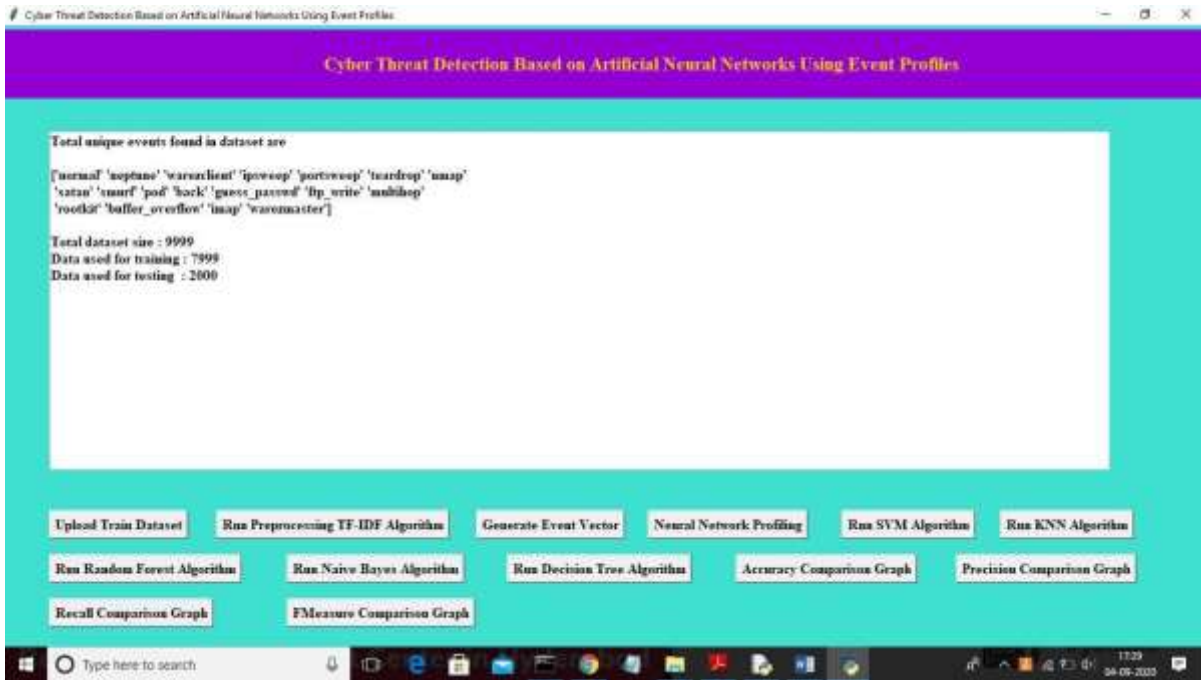 Cyber Threat Detection Based on Artificial Neural Networks Using Event Profiles
Cyber Threat Detection Based on Artificial Neural Networks Using Event Profiles
Total unique events found in dataset are
['normal' 'neptune' 'warezclient' 'ipsweep' 'portsweep' 'teardrop' 'nmap'
'satan' 'smurf' 'pod' 'back' 'guess_passwd' 'ftp_write' 'multihop'
'rootkit' 'buffer_overflow' 'imap' 'warezmaster']
Total dataset size : 9999
Data used for training : 7999
Data used for testing : 2000
Upload Train Dataset Run Preprocessing TF-IDF Algorithm Generate Event Vector Neural Network Profiling Run SVM Algorithm Run KNN Algorithm
Run Random Forest Algorithm Run Naive Bayes Algorithm Run Decision Tree Algorithm Accuracy Comparison Graph Precision Comparison Graph
Recall Comparison Graph FMeasure Comparison Graph
Type here to search
17:29
04-09-2020